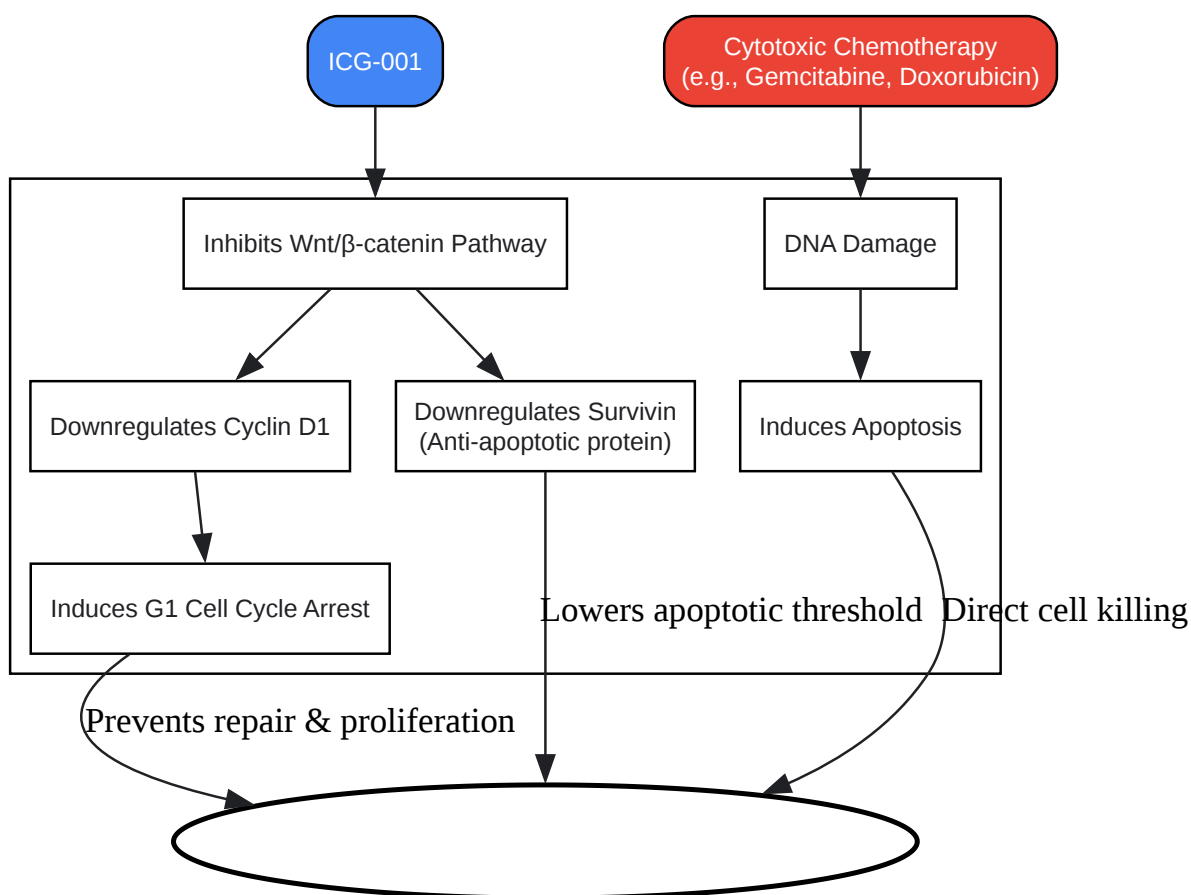 ICG-001
Cytotoxic Chemotherapy
(e.g., Gemcitabine, Doxorubicin)
Inhibits Wnt/β-catenin Pathway
DNA Damage
Downregulates Cyclin D1
Downregulates Survivin
(Anti-apoptotic protein)
Induces Apoptosis
Induces G1 Cell Cycle Arrest
Lowers apoptotic threshold
Direct cell killing
Prevents repair & proliferation